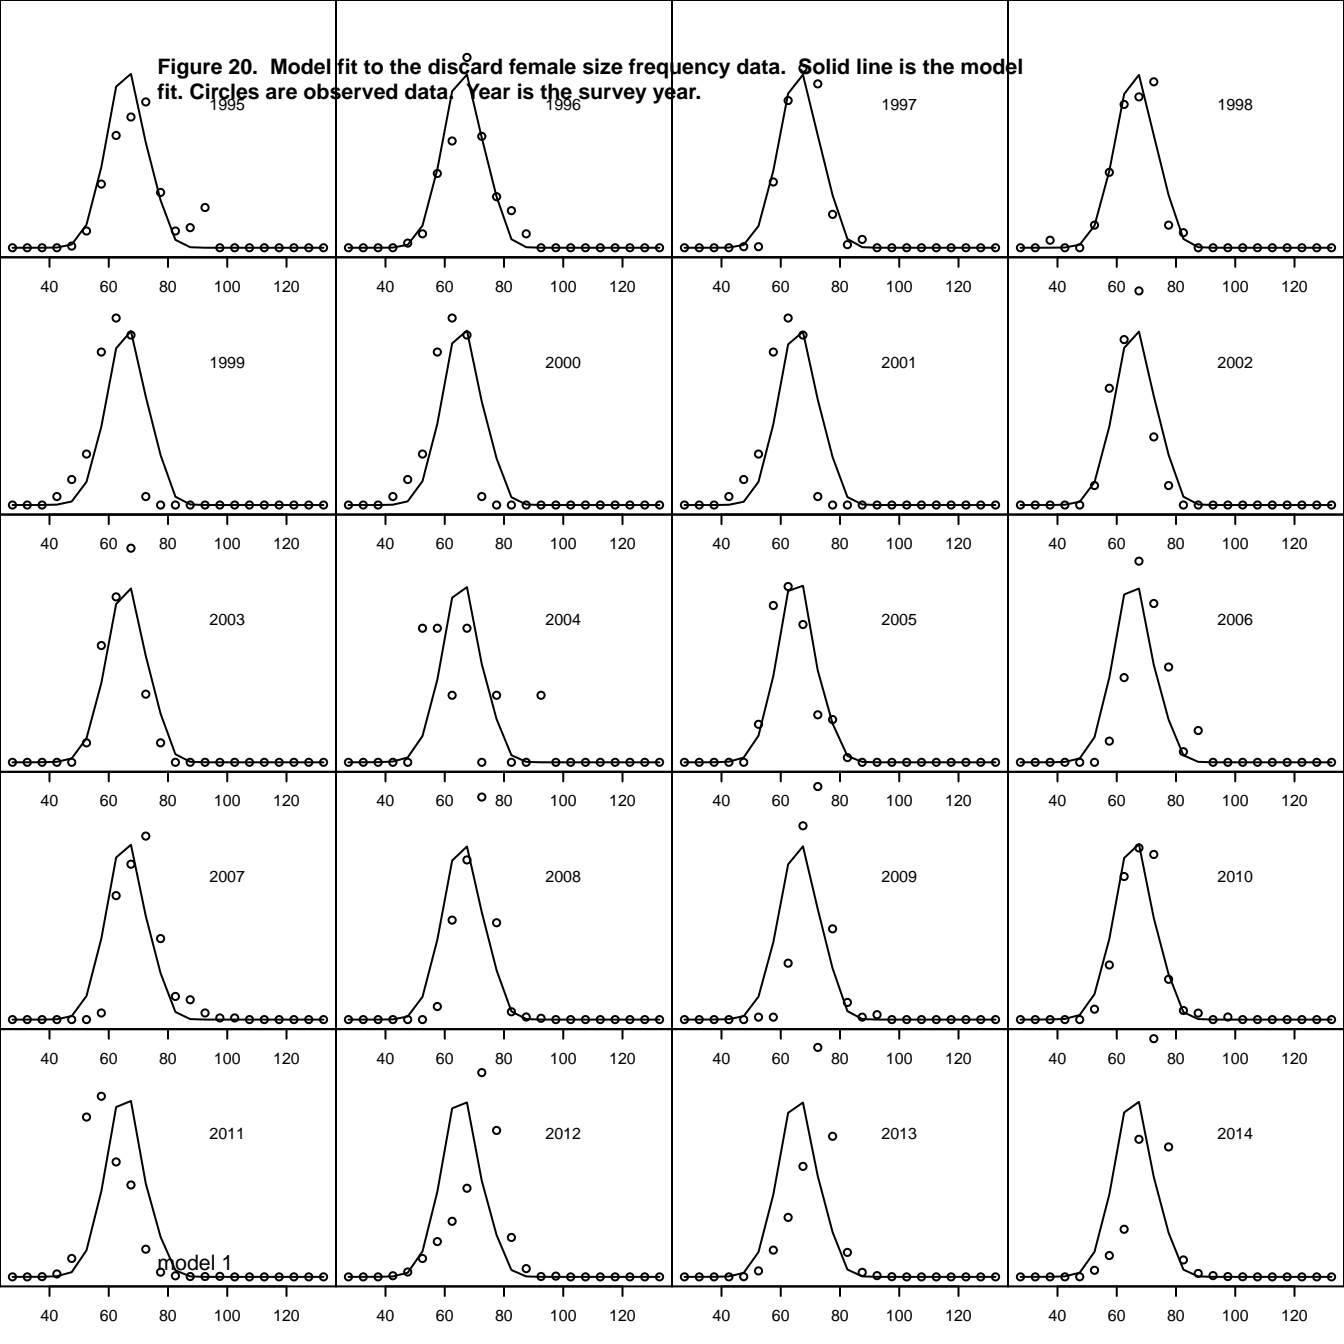 Figure 20.  Model fit to the discard female size frequency data.  Solid line is the model
fit. Circles are observed data.  Year is the survey year.
1995 1996 1997 1998
40 60 80 100 120 40 60 80 100 120 40 60 80 100 120 40 60 80 100 120
1999 2000 2001 2002
40 60 80 100 120 40 60 80 100 120 40 60 80 100 120 40 60 80 100 120
2003 2004 2005 2006
40 60 80 100 120 40 60 80 100 120 40 60 80 100 120 40 60 80 100 120
2007 2008 2009 2010
40 60 80 100 120 40 60 80 100 120 40 60 80 100 120 40 60 80 100 120
2011 2012 2013 2014
model 1
40 60 80 100 120 40 60 80 100 120 40 60 80 100 120 40 60 80 100 120